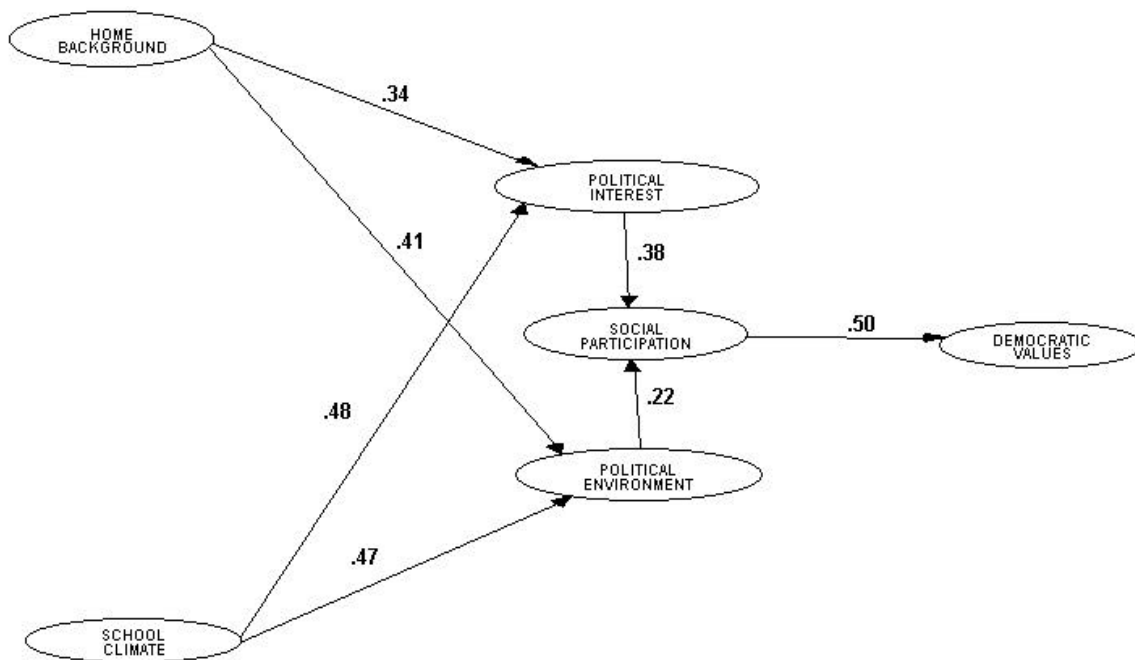 HOME
BACKGROUND
.34
POLITICAL
INTEREST
.41
.38
SOCIAL
PARTICIPATION
.50
DEMOCRATIC
VALUES
.48
.22
POLITICAL
ENVIRONMENT
.47
SCHOOL
CLIMATE